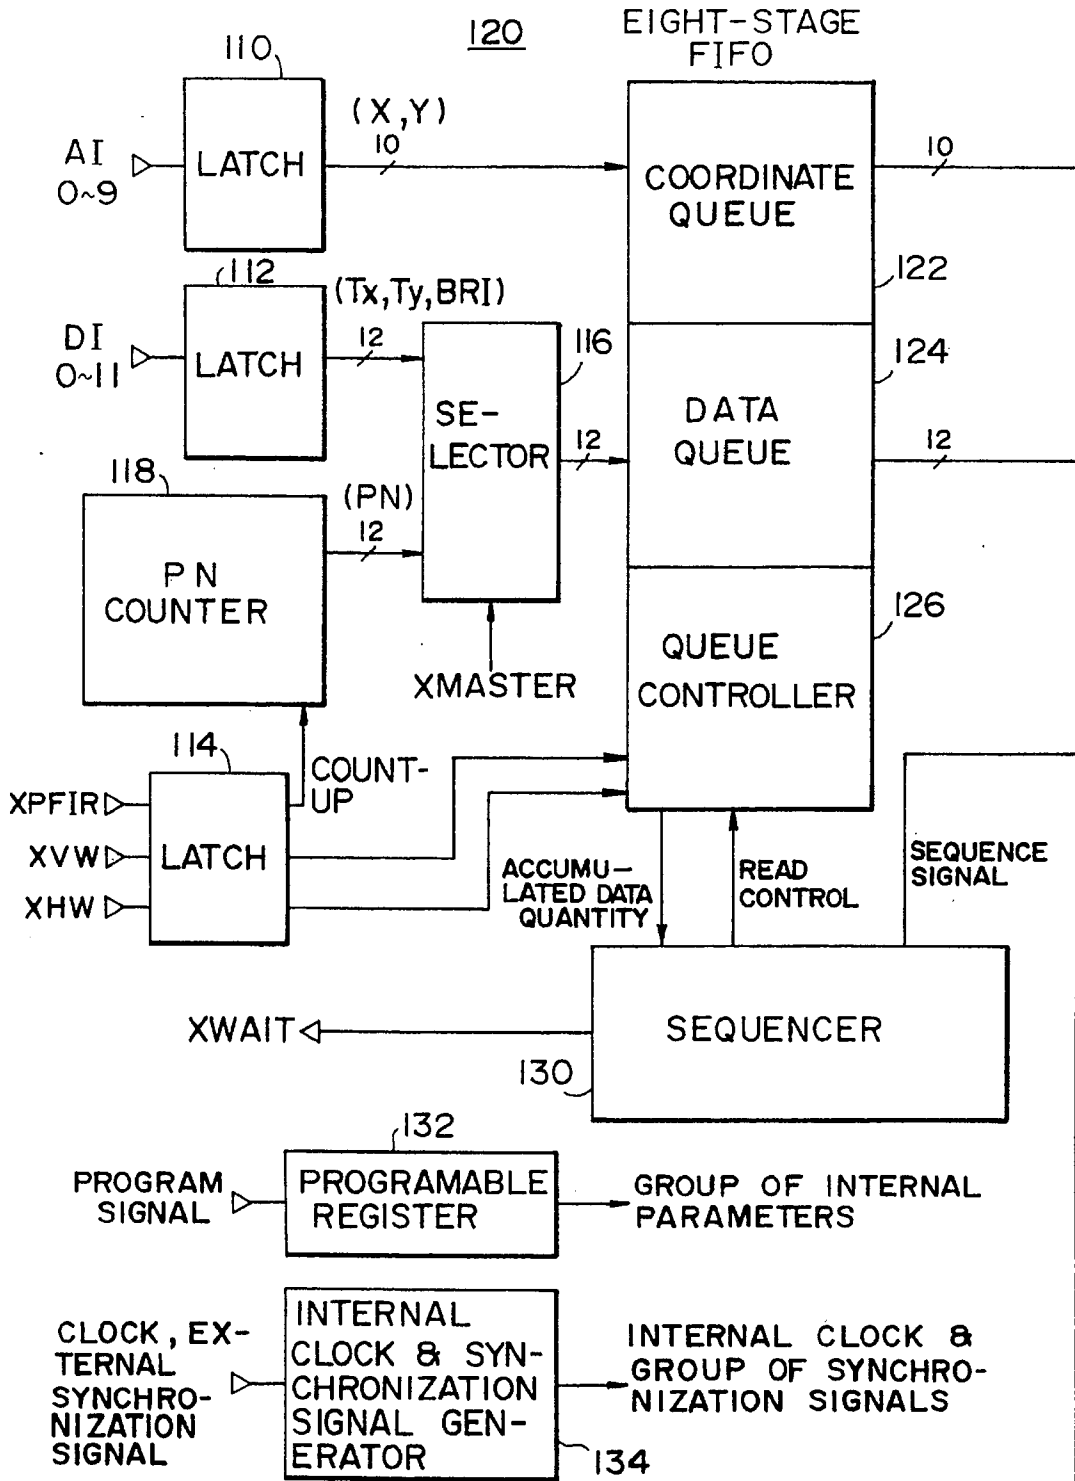 120
EIGHT-STAGE
FIFO
110
AI
0~9
LATCH
(X,Y)
10
COORDINATE
QUEUE
10
122
112
DI
0~11
LATCH
(Tx,Ty,BRI)
12
116
SE-
LECTOR
12
DATA
QUEUE
124
12
118
PN
COUNTER
(PN)
12
XMASTER
QUEUE
CONTROLLER
126
114
COUNT-
UP
XPFIR
XVW
XHW
LATCH
ACCUMU-
LATED DATA
QUANTITY
READ
CONTROL
SEQUENCE
SIGNAL
XWAIT
SEQUENCER
130
132
PROGRAM
SIGNAL
PROGRAMABLE
REGISTER
GROUP OF INTERNAL
PARAMETERS
CLOCK, EX-
TERNAL
SYNCHRO-
NIZATION
SIGNAL
INTERNAL
CLOCK & SYN-
CHRONIZATION
SIGNAL GEN-
ERATOR
134
INTERNAL CLOCK &
GROUP OF SYNCHRO-
NIZATION SIGNALS